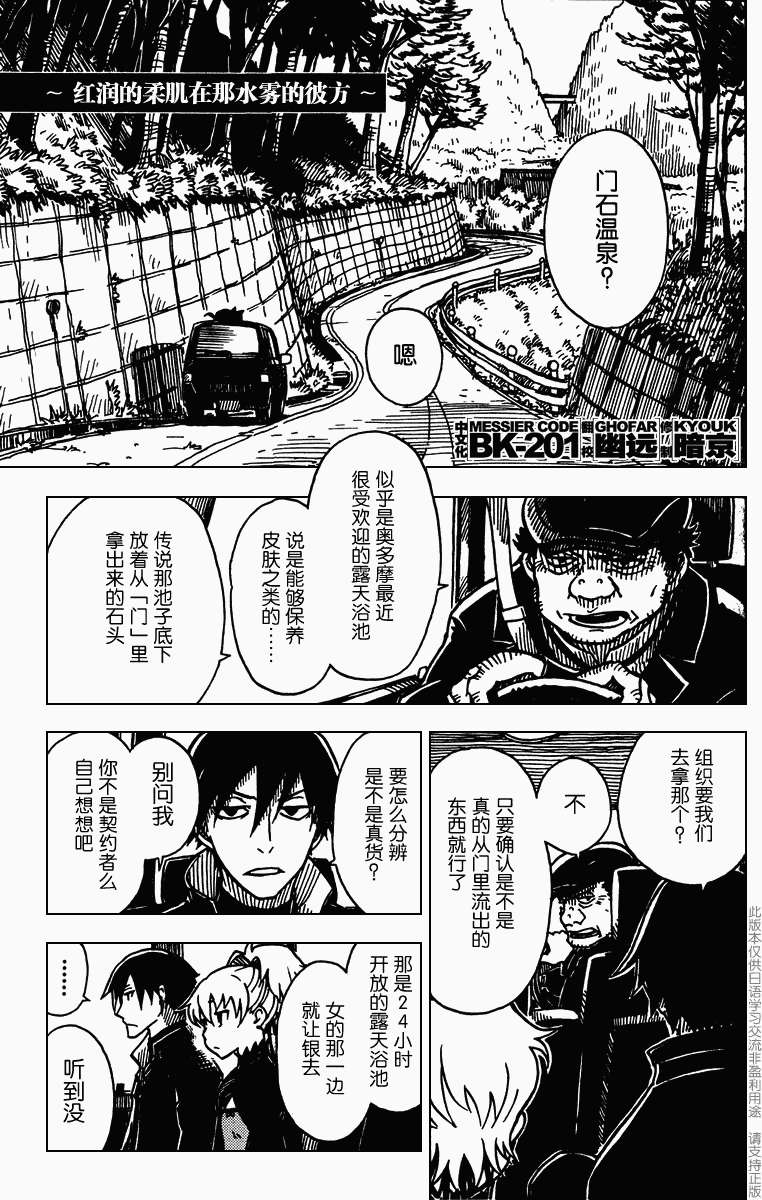 ～ 红润的柔肌在那水雾的彼方 ～
门石温泉？
嗯
中文化
MESSIER CODE
BK-201
翻/校
GHOFAR
幽远
修/制
KYOUK
暗京
似乎是奥多摩最近
很受欢迎的露天浴池
说是能够保养
皮肤之类的……
传说那池子底下
放着从「门」里
拿出来的石头
组织要我们
去拿那个？
不
只要确认是不是
真的从门里流出的
东西就行了
要怎么分辨
是不是真货？
别问我
你不是契约者么
自己想想吧
那是24小时
开放的露天浴池
女的那一边
就让银去
……
听到没
此版本仅供日语学习交流非盈利用途 请支持正版